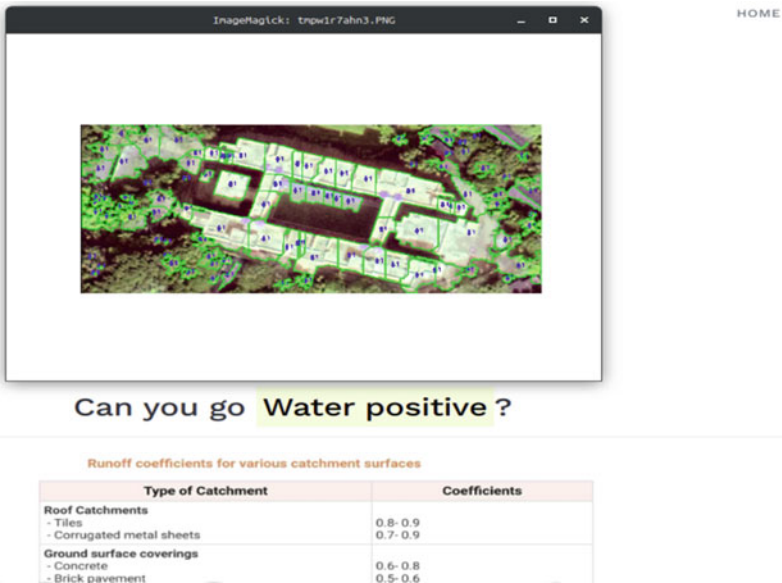 ImageMagick: tmpw1r7ahn3.PNG
HOME
Can you go Water positive ?
Runoff coefficients for various catchment surfaces
Type of Catchment Coefficients
Roof Catchments
- Tiles 0.8- 0.9
- Corrugated metal sheets 0.7- 0.9
Ground surface coverings
- Concrete 0.6- 0.8
- Brick pavement 0.5- 0.6